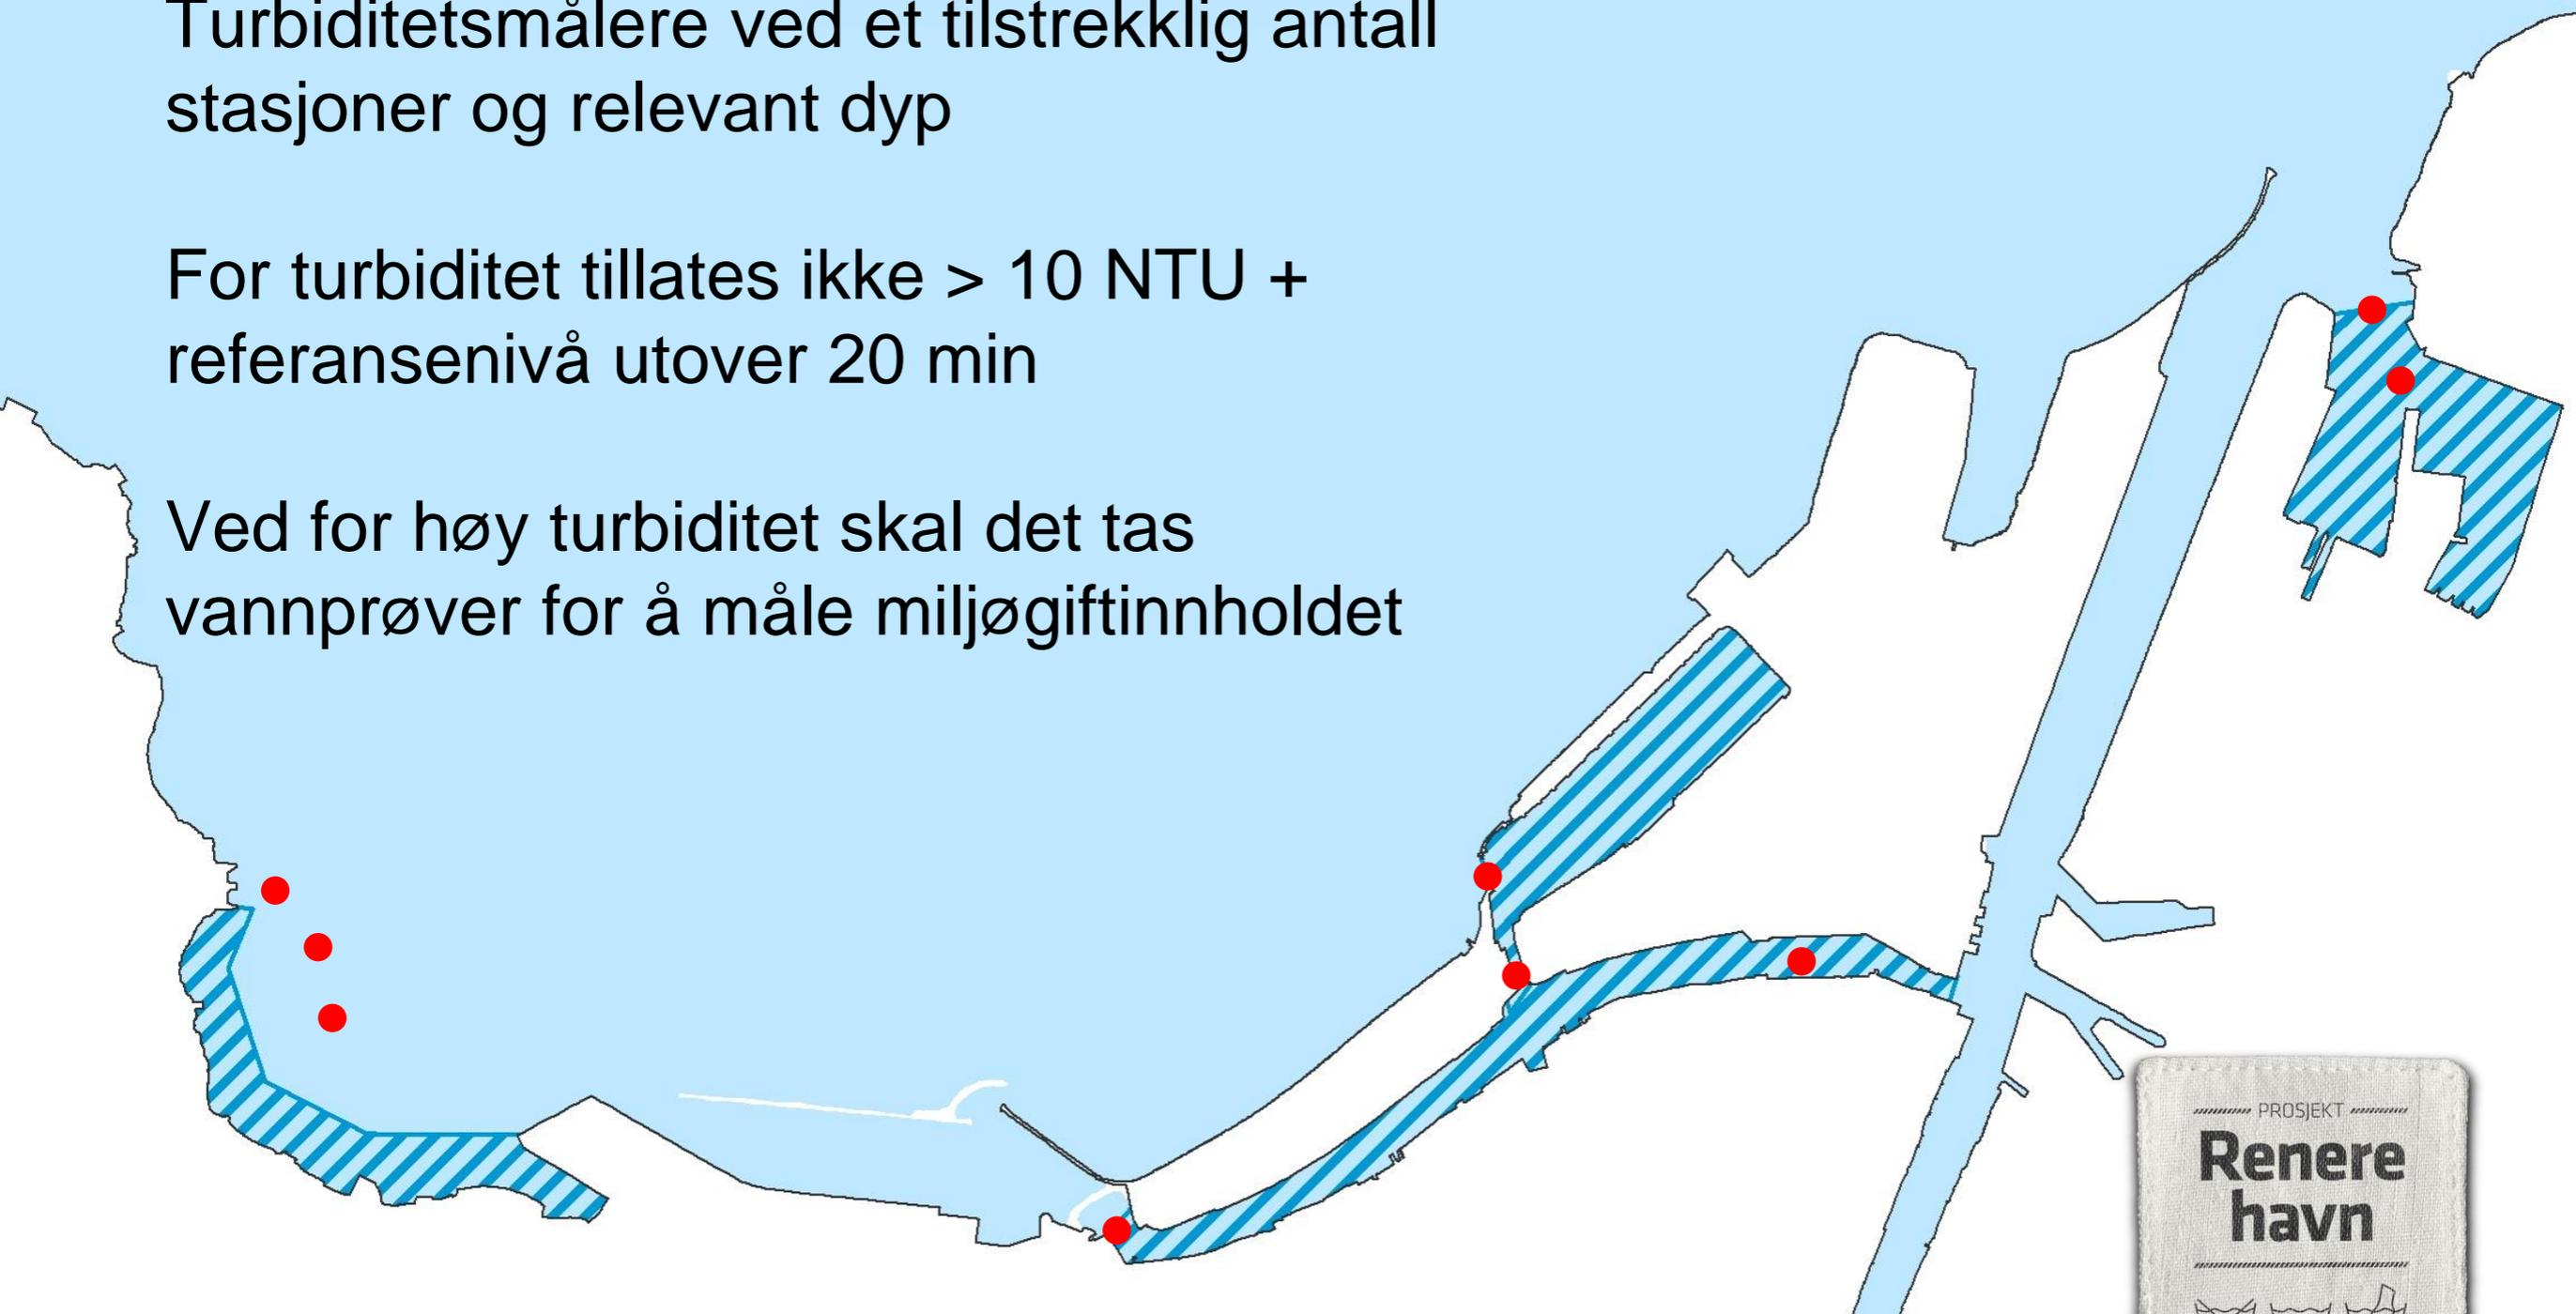 Turbiditetsmålere ved et tilstrekklig antall
stasjoner og relevant dyp
For turbiditet tillates ikke > 10 NTU +
referansenivå utover 20 min
Ved for høy turbiditet skal det tas
vannprøver for å måle miljøgiftinnholdet
PROSJEKT
Renere
havn